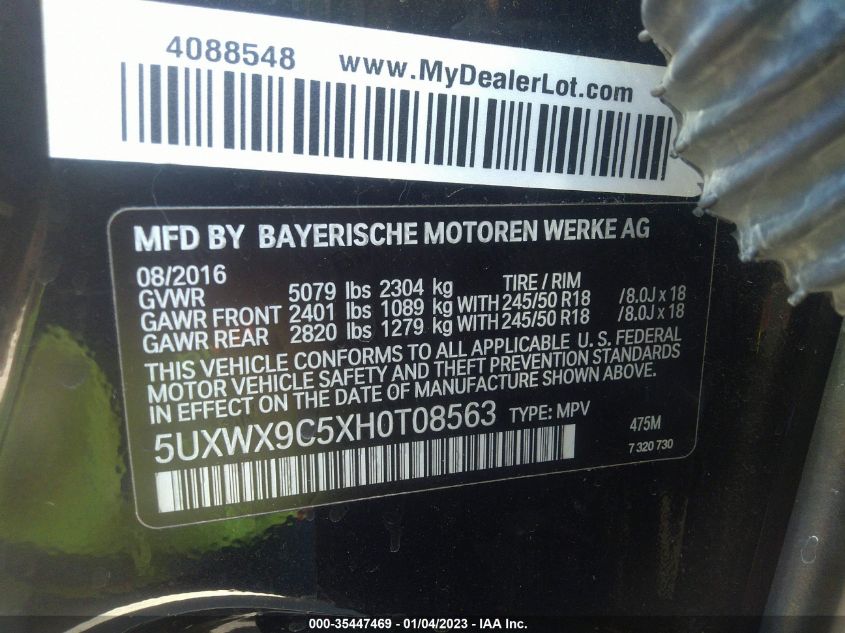 4088548 www.MyDealerLot.com
MFD BY BAYERISCHE MOTOREN WERKE AG
08/2016 TIRE / RIM
GVWR 5079 lbs 2304 kg
GAWR FRONT 2401 lbs 1089 kg WITH 245/50 R18 /8.0J x 18
GAWR REAR 2820 lbs 1279 kg WITH 245/50 R18 /8.0J x 18
THIS VEHICLE CONFORMS TO ALL APPLICABLE U.S. FEDERAL
MOTOR VEHICLE SAFETY AND THEFT PREVENTION STANDARDS
IN EFFECT ON THE DATE OF MANUFACTURE SHOWN ABOVE.
5UXWX9C5XH0T08563 TYPE: MPV 475M
7 320 730
000-35447469 - 01/04/2023 - © IAA Inc.